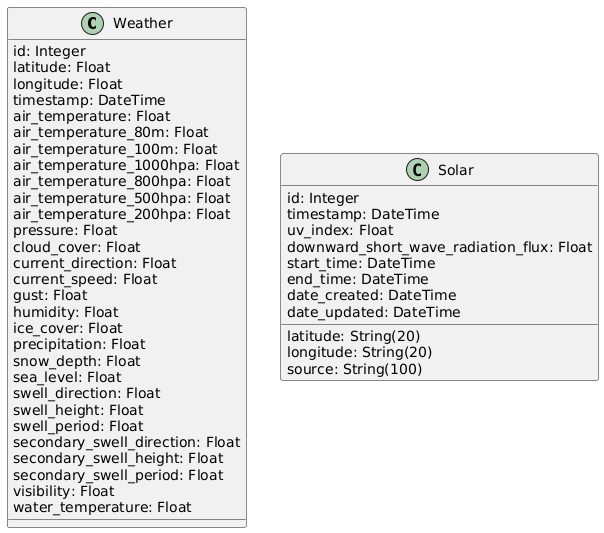 C Weather
id: Integer
latitude: Float
longitude: Float
timestamp: DateTime
air_temperature: Float
air_temperature_80m: Float
air_temperature_100m: Float
air_temperature_1000hpa: Float
air_temperature_800hpa: Float
air_temperature_500hpa: Float
air_temperature_200hpa: Float
pressure: Float
cloud_cover: Float
current_direction: Float
current_speed: Float
gust: Float
humidity: Float
ice_cover: Float
precipitation: Float
snow_depth: Float
sea_level: Float
swell_direction: Float
swell_height: Float
swell_period: Float
secondary_swell_direction: Float
secondary_swell_height: Float
secondary_swell_period: Float
visibility: Float
water_temperature: Float
C Solar
id: Integer
timestamp: DateTime
uv_index: Float
downward_short_wave_radiation_flux: Float
start_time: DateTime
end_time: DateTime
date_created: DateTime
date_updated: DateTime
latitude: String(20)
longitude: String(20)
source: String(100)